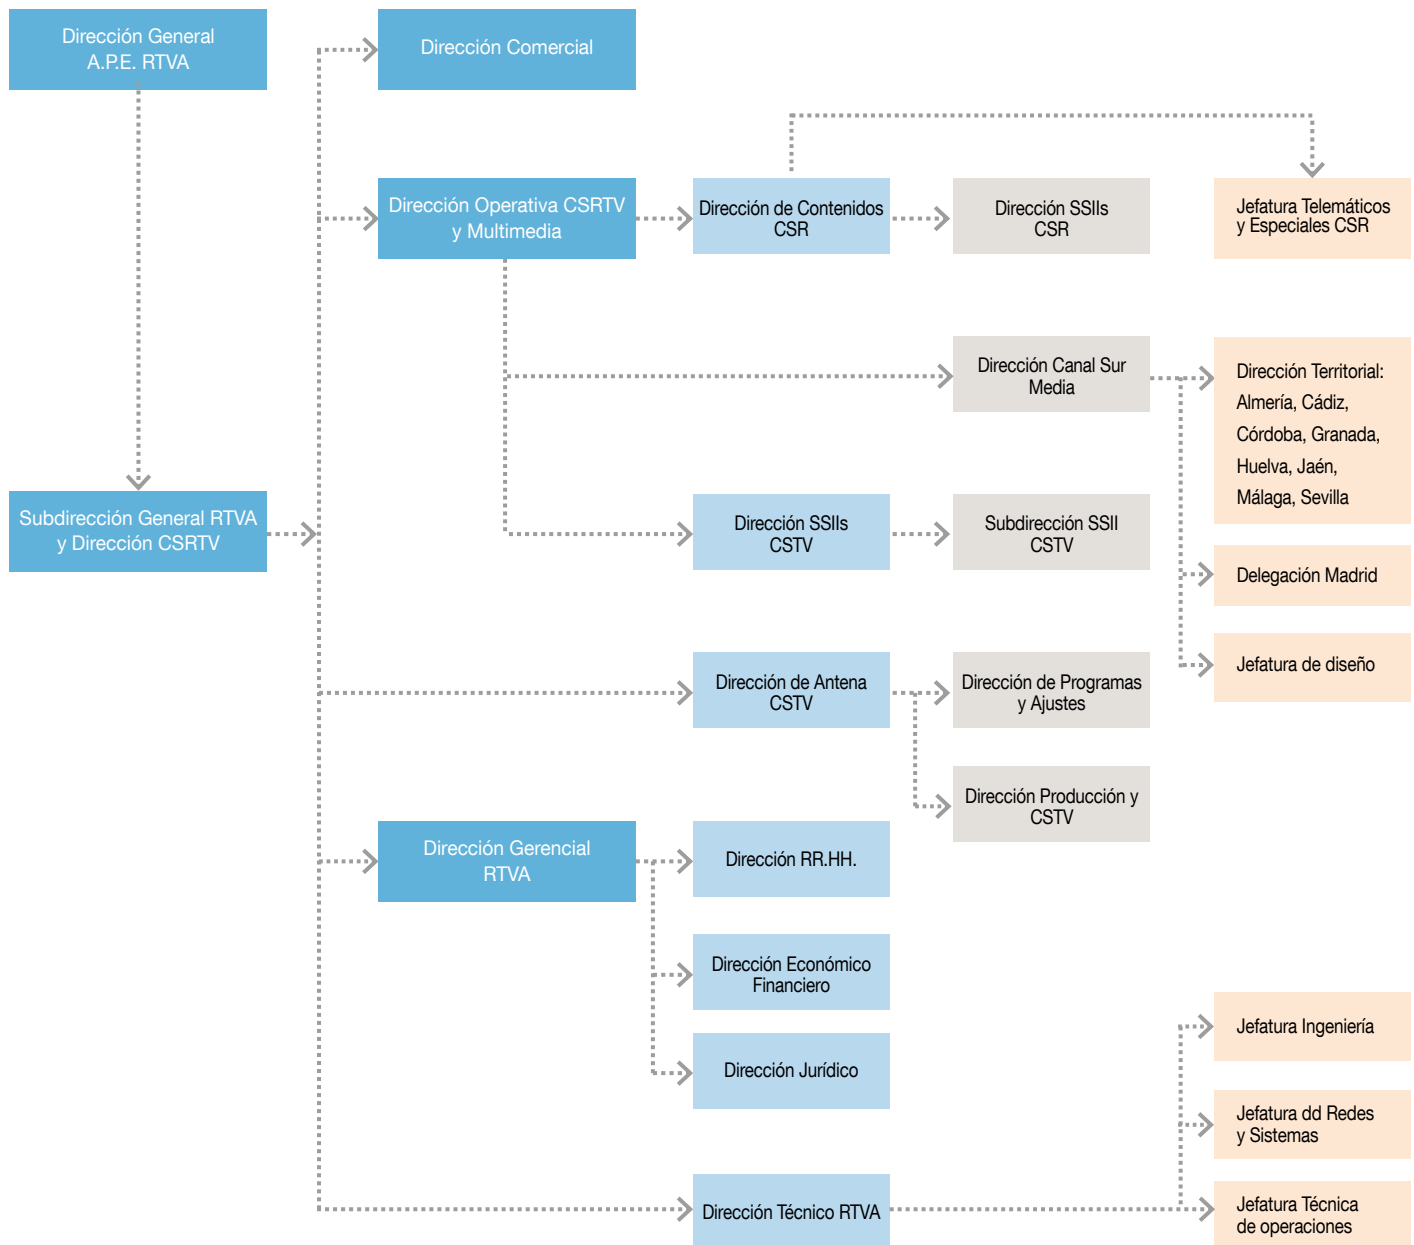 Dirección General
A.P.E. RTVA
Dirección Comercial
Dirección Operativa CSRTV
y Multimedia
Dirección de Contenidos
CSR
Dirección SSIIs
CSR
Jefatura Telemáticos
y Especiales CSR
Dirección Canal Sur
Media
Dirección Territorial:
Almería, Cádiz,
Córdoba, Granada,
Huelva, Jaén,
Málaga, Sevilla
Subdirección General RTVA
y Dirección CSRTV
Dirección SSIIs
CSTV
Subdirección SSII
CSTV
Delegación Madrid
Jefatura de diseño
Dirección de Antena
CSTV
Dirección de Programas
y Ajustes
Dirección Producción y
CSTV
Dirección Gerencial
RTVA
Dirección RR.HH.
Dirección Económico
Financiero
Dirección Jurídico
Jefatura Ingeniería
Jefatura dd Redes
y Sistemas
Dirección Técnico RTVA
Jefatura Técnica
de operaciones